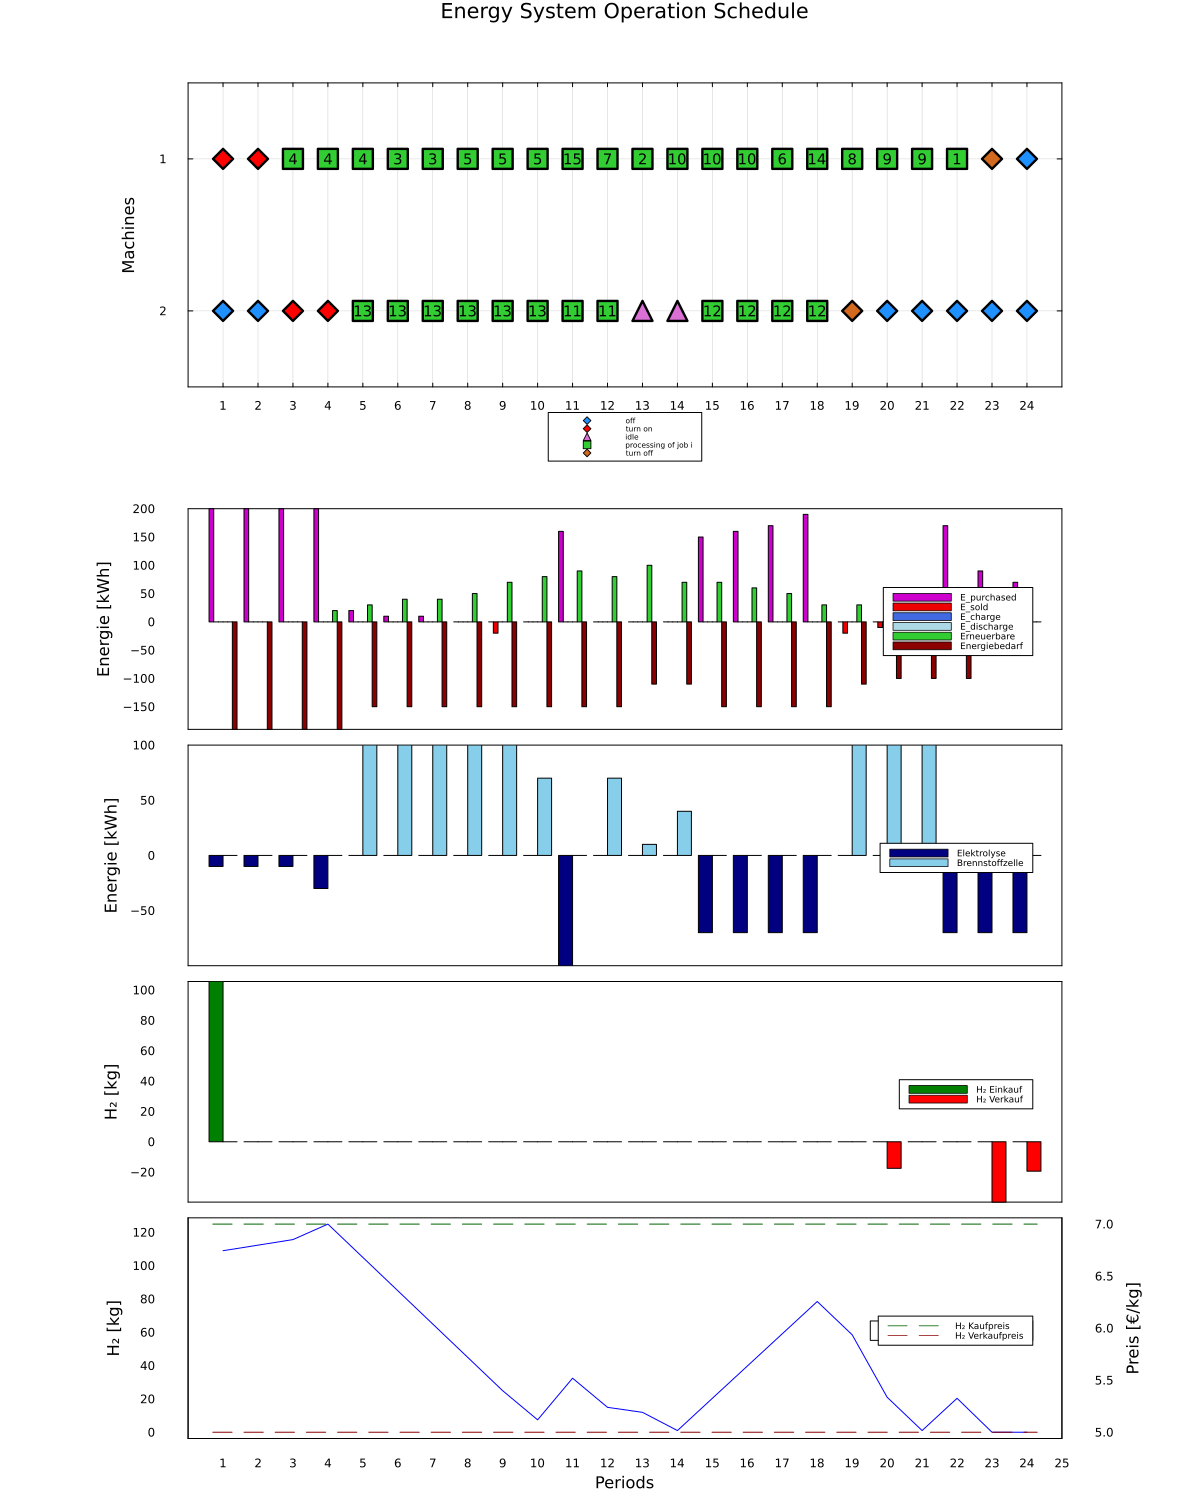 Energy System Operation Schedule
Machines
1
4 4 4 3 3 5 5 5 15 7 2 10 10 10 6 14 8 9 9 1
2
13 13 13 13 13 13 11 11 12 12 12 12
1 2 3 4 5 6 7 8 9 10 11 12 13 14 15 16 17 18 19 20 21 22 23 24
off
turn on
idle
processing of job i
turn off
Energie [kWh]
200
150
100
50
0
−50
−100
−150
E_purchased
E_sold
E_charge
E_discharge
Erneuerbare
Energiebedarf
Energie [kWh]
100
50
0
−50
Elektrolyse
Brennstoffzelle
H₂ [kg]
100
80
60
40
20
0
−20
H₂ Einkauf
H₂ Verkauf
H₂ [kg]
120
100
80
60
40
20
0
H₂ Kaufpreis
H₂ Verkaufpreis
7.0
6.5
6.0
5.5
5.0
Preis [€/kg]
1 2 3 4 5 6 7 8 9 10 11 12 13 14 15 16 17 18 19 20 21 22 23 24 25
Periods